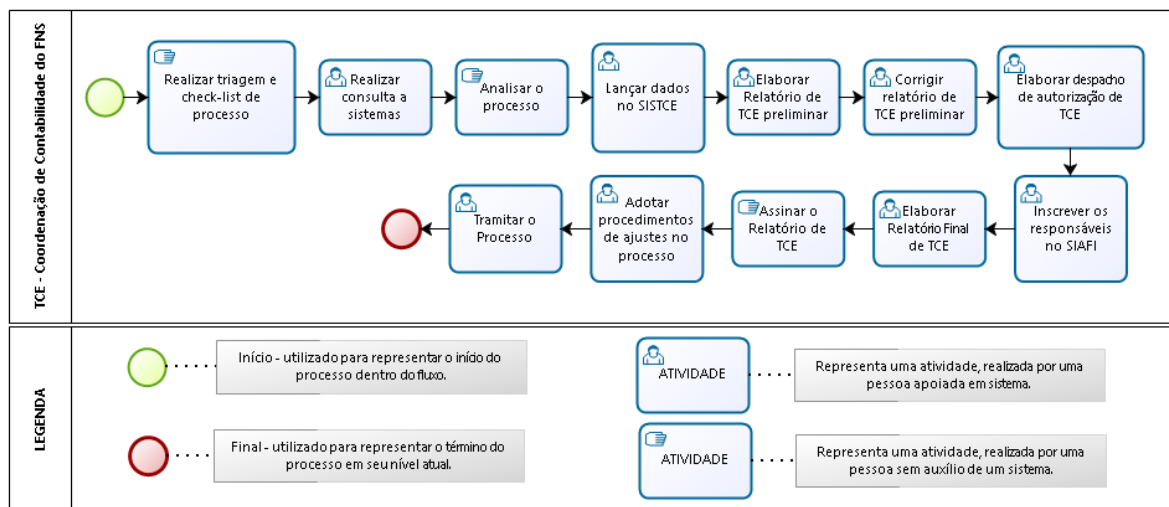 TCE - Coordenação de Contabilidade do FNS
Realizar triagem e
check-list de
processo
Realizar
consulta a
sistemas
Analisar o
processo
Lançar dados
no SISTCE
Elaborar
Relatório de
TCE preliminar
Corrigir
relatório de
TCE preliminar
Elaborar despacho
de autorização de
TCE
Inscrever os
responsáveis
no SIAFI
Elaborar
Relatório Final
de TCE
Assinar o
Relatório de
TCE
Adotar
procedimentos
de ajustes no
processo
Tramitar o
Processo
LEGENDA
Início - utilizado para representar o início do
processo dentro do fluxo.
Final - utilizado para representar o término do
processo em seu nível atual.
ATIVIDADE
Representa uma atividade, realizada por uma
pessoa apoiada em sistema.
ATIVIDADE
Representa uma atividade, realizada por uma
pessoa sem auxílio de um sistema.